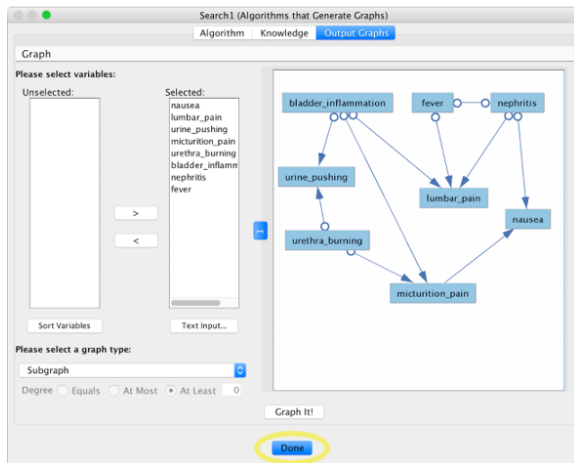 Search1 (Algorithms that Generate Graphs)
Algorithm Knowledge Output Graphs
Graph
Please select variables:
Unselected:
Selected:
nausea
lumbar_pain
urine_pushing
micturition_pain
urethra_burning
bladder_inflamm
nephritis
fever
>
<
Sort Variables
Text Input...
Please select a graph type:
Subgraph
Degree Equals At Most At Least 0
bladder_inflammation
fever
nephritis
urine_pushing
lumbar_pain
nausea
urethra_burning
micturition_pain
Graph It!
Done